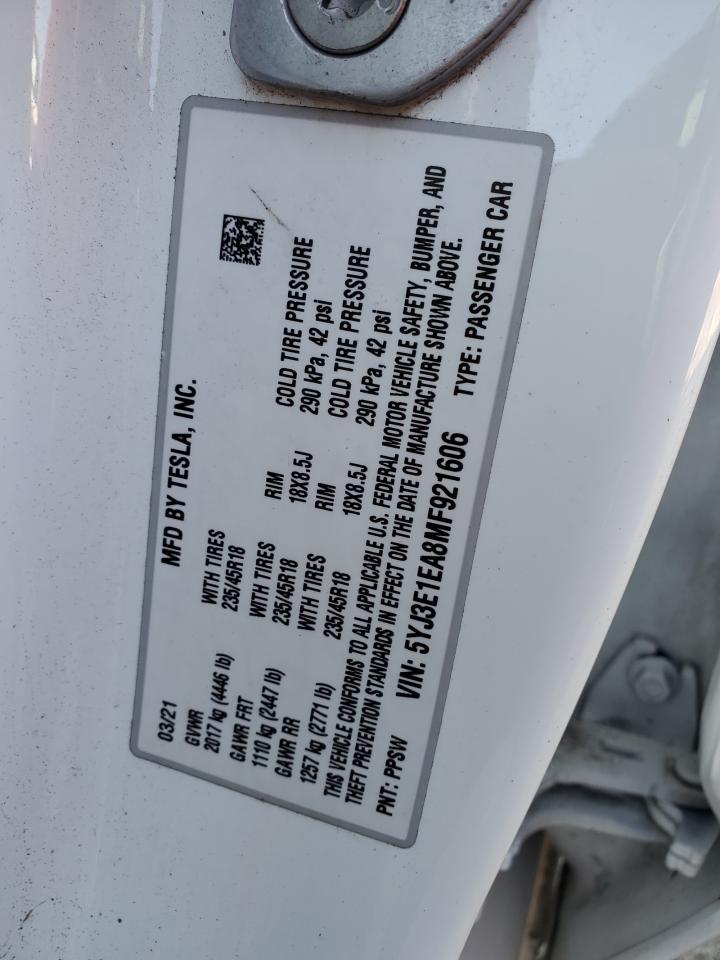 MFD BY TESLA, INC.
03/21
GVWR WITH TIRES RIM COLD TIRE PRESSURE
2017 kg (4446 lb) 235/45R18 18X8.5J 290 kPa, 42 psi
GAWR FRT WITH TIRES RIM COLD TIRE PRESSURE
1110 kg (2447 lb) 235/45R18 18X8.5J 290 kPa, 42 psi
GAWR RR WITH TIRES
1257 kg (2771 lb) 235/45R18
THIS VEHICLE CONFORMS TO ALL APPLICABLE U.S. FEDERAL MOTOR VEHICLE SAFETY, BUMPER, AND
THEFT PREVENTION STANDARDS IN EFFECT ON THE DATE OF MANUFACTURE SHOWN ABOVE.
PNT: PPSW VIN: 5YJ3E1EA8MF921606 TYPE: PASSENGER CAR